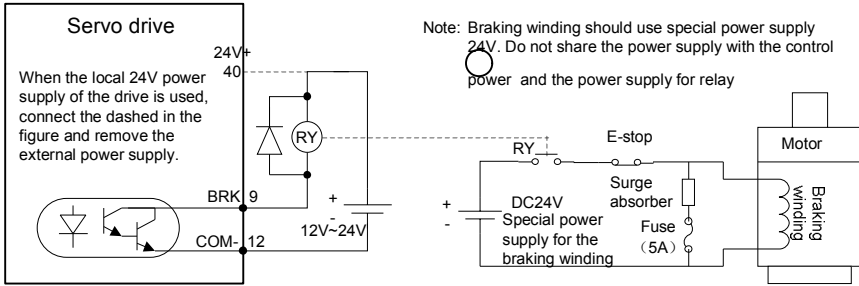 Servo drive
When the local 24V power
supply of the drive is used,
connect the dashed in the
figure and remove the
external power supply.
24V+
40
RY
BRK 9
COM- 12
+
-
12V~24V
Note: Braking winding should use special power supply
24V. Do not share the power supply with the control
power and the power supply for relay
RY
E-stop
+
-
DC24V
Special power
supply for the
braking winding
Surge
absorber
Fuse
(5A)
Motor
Braking
winding